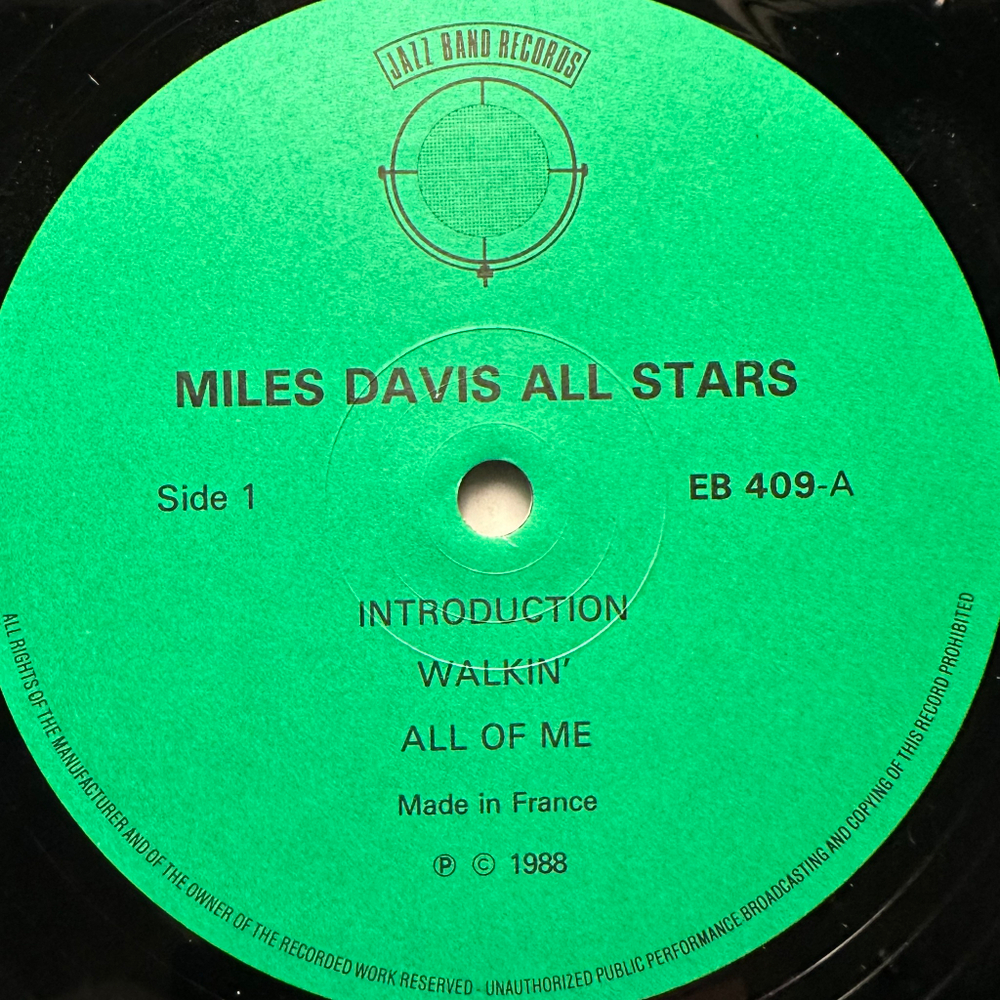 JAZZ BAND RECORDS
MILES DAVIS ALL STARS
Side 1
EB 409-A
INTRODUCTION
WALKIN'
ALL OF ME
Made in France
℗ © 1988
ALL RIGHTS OF THE MANUFACTURER AND OF THE OWNER OF THE RECORDED WORK RESERVED - UNAUTHORIZED PUBLIC PERFORMANCE BROADCASTING AND COPYING OF THIS RECORD PROHIBITED